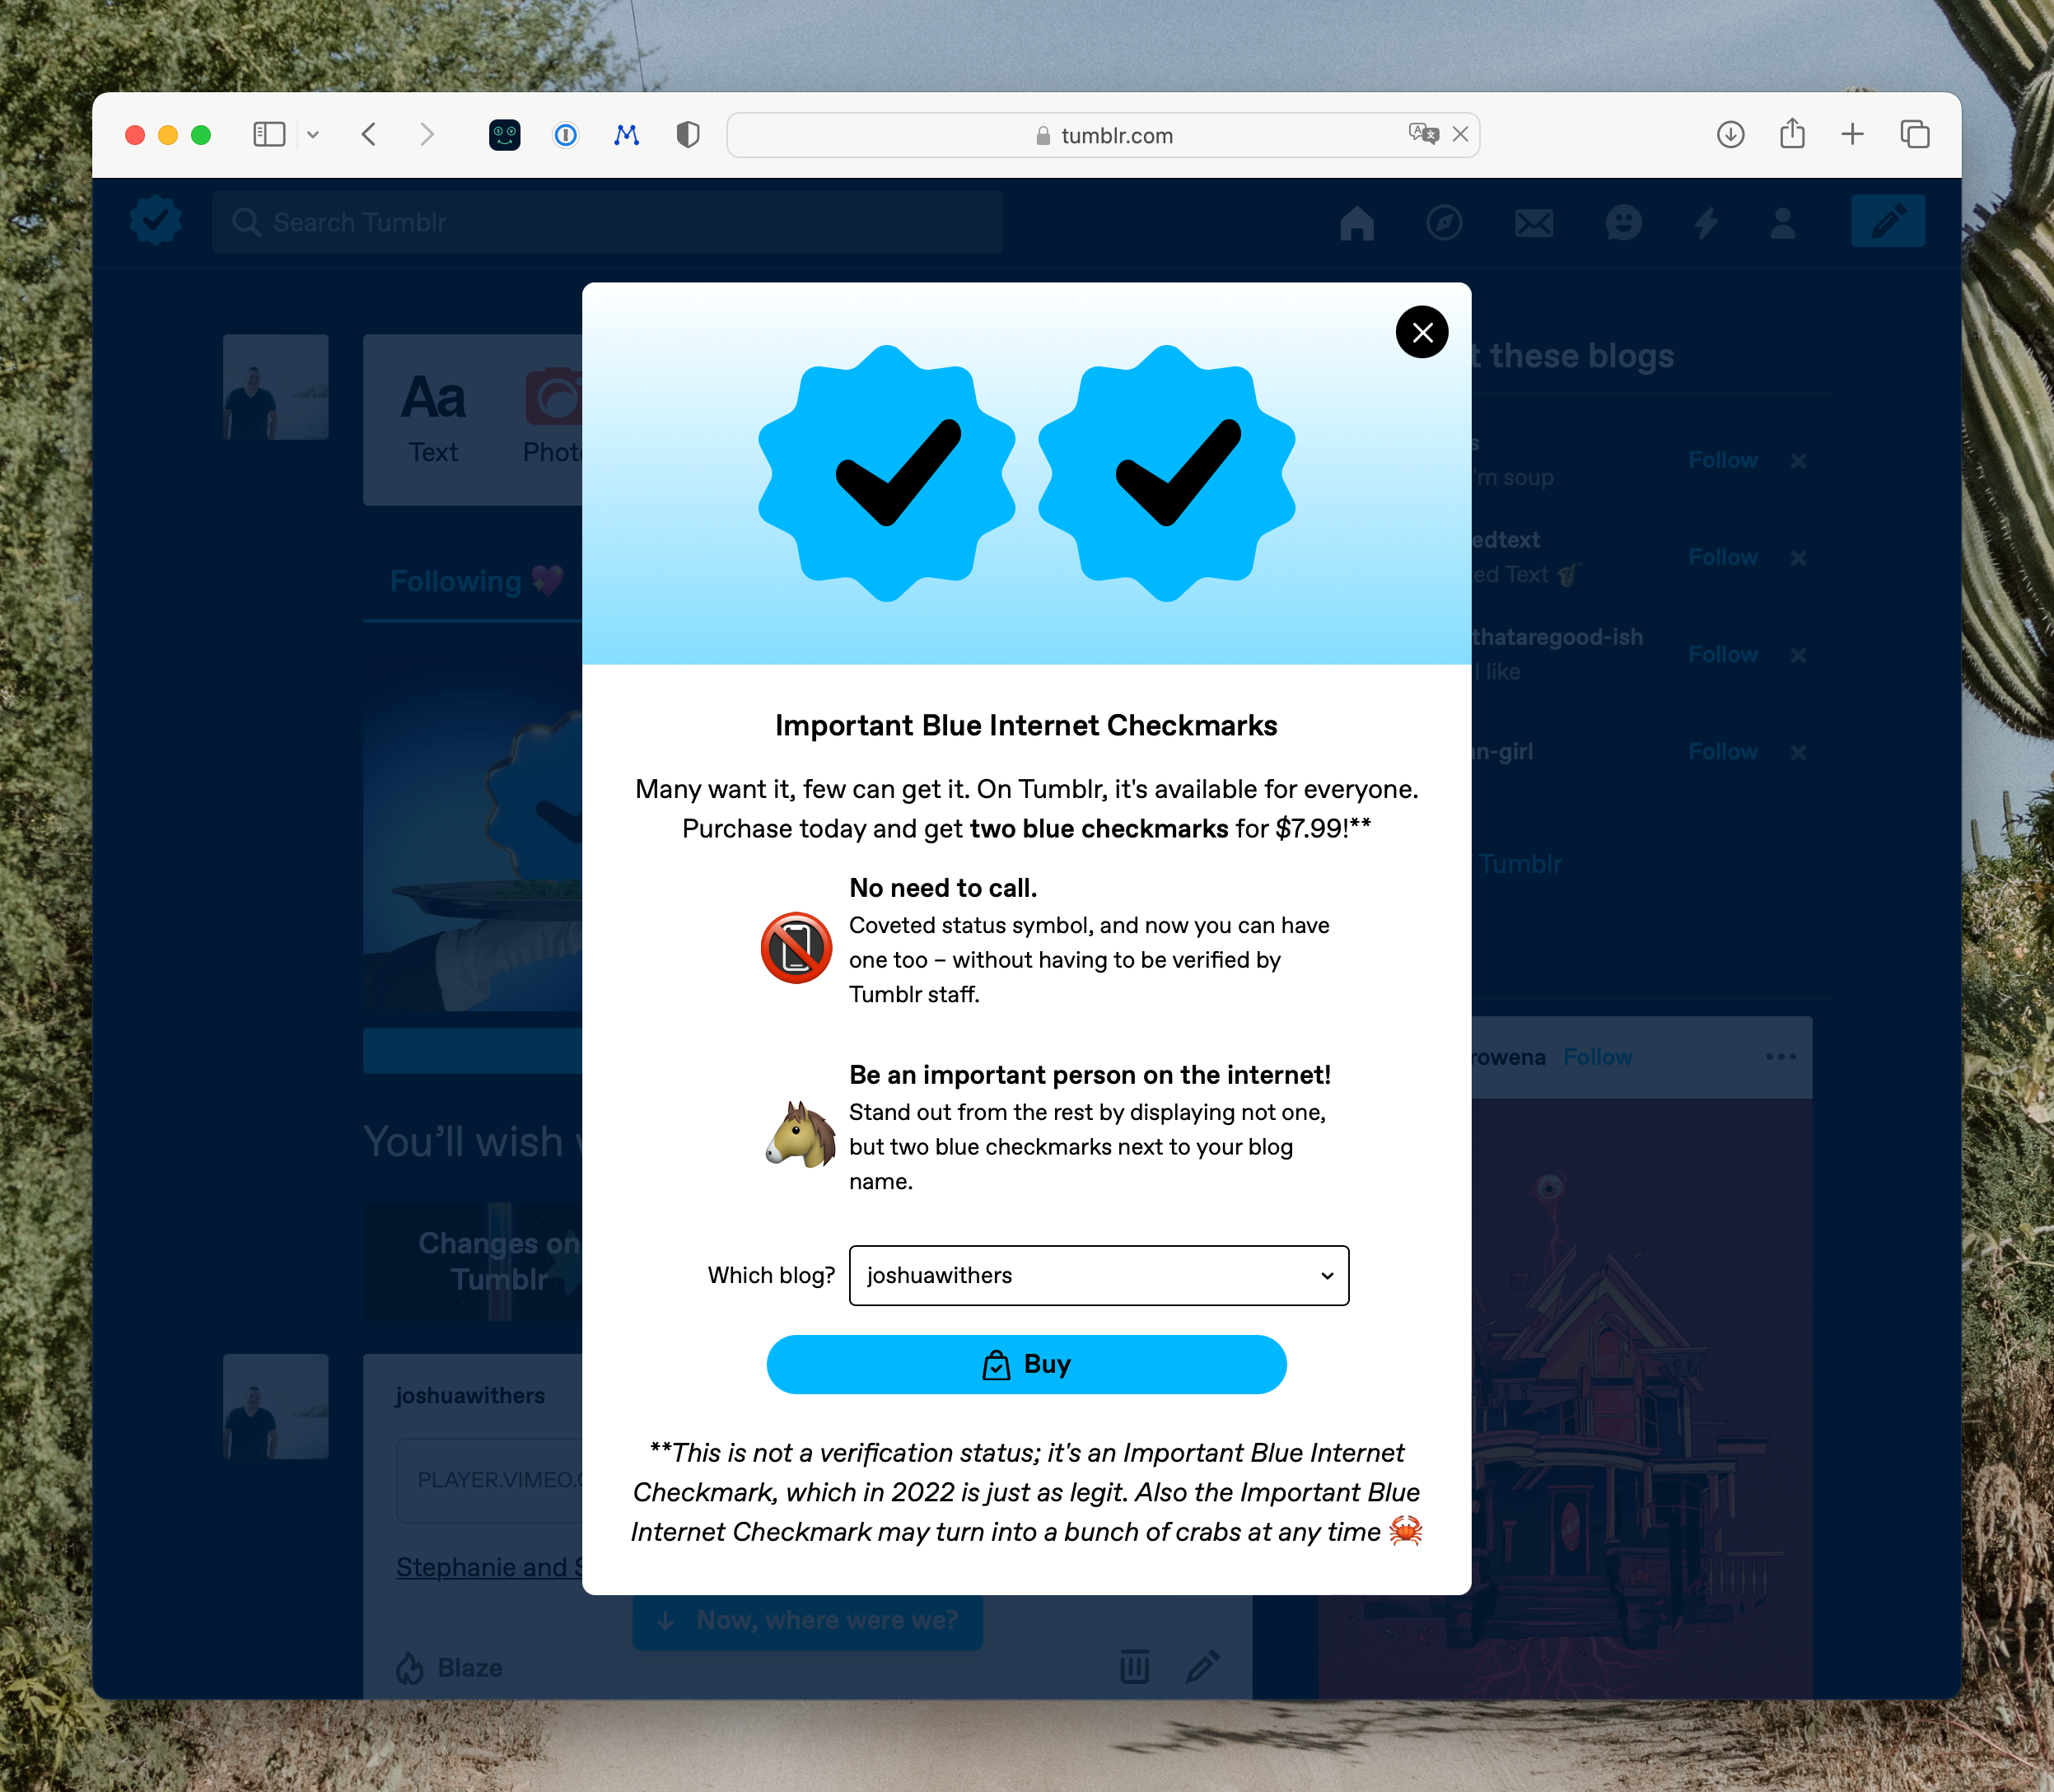 tumblr.com
Search Tumblr
Aa
Text
Following 💖
You'll wish
Changes on
Tumblr
joshuawithers
Stephanie and
Blaze
Now, where were we?
Important Blue Internet Checkmarks
Many want it, few can get it. On Tumblr, it's available for everyone.
Purchase today and get two blue checkmarks for $7.99!**
No need to call.
Coveted status symbol, and now you can have
one too – without having to be verified by
Tumblr staff.
Be an important person on the internet!
Stand out from the rest by displaying not one,
but two blue checkmarks next to your blog
name.
Which blog? joshuawithers
Buy
**This is not a verification status; it's an Important Blue Internet
Checkmark, which in 2022 is just as legit. Also the Important Blue
Internet Checkmark may turn into a bunch of crabs at any time 🦀
these blogs
'm soup
Follow
Follow
Text 🎷
thataregood-ish
Follow
like
Follow
Tumblr
rowena Follow